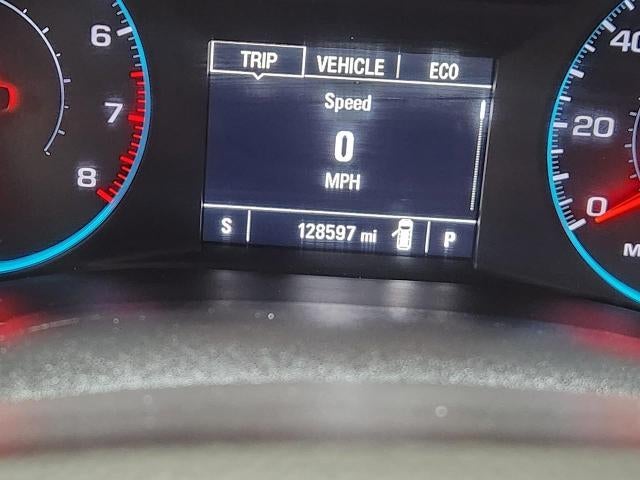 6
7
8
TRIP VEHICLE ECO
Speed
0
MPH
S 128597 mi P
40
20
0
M